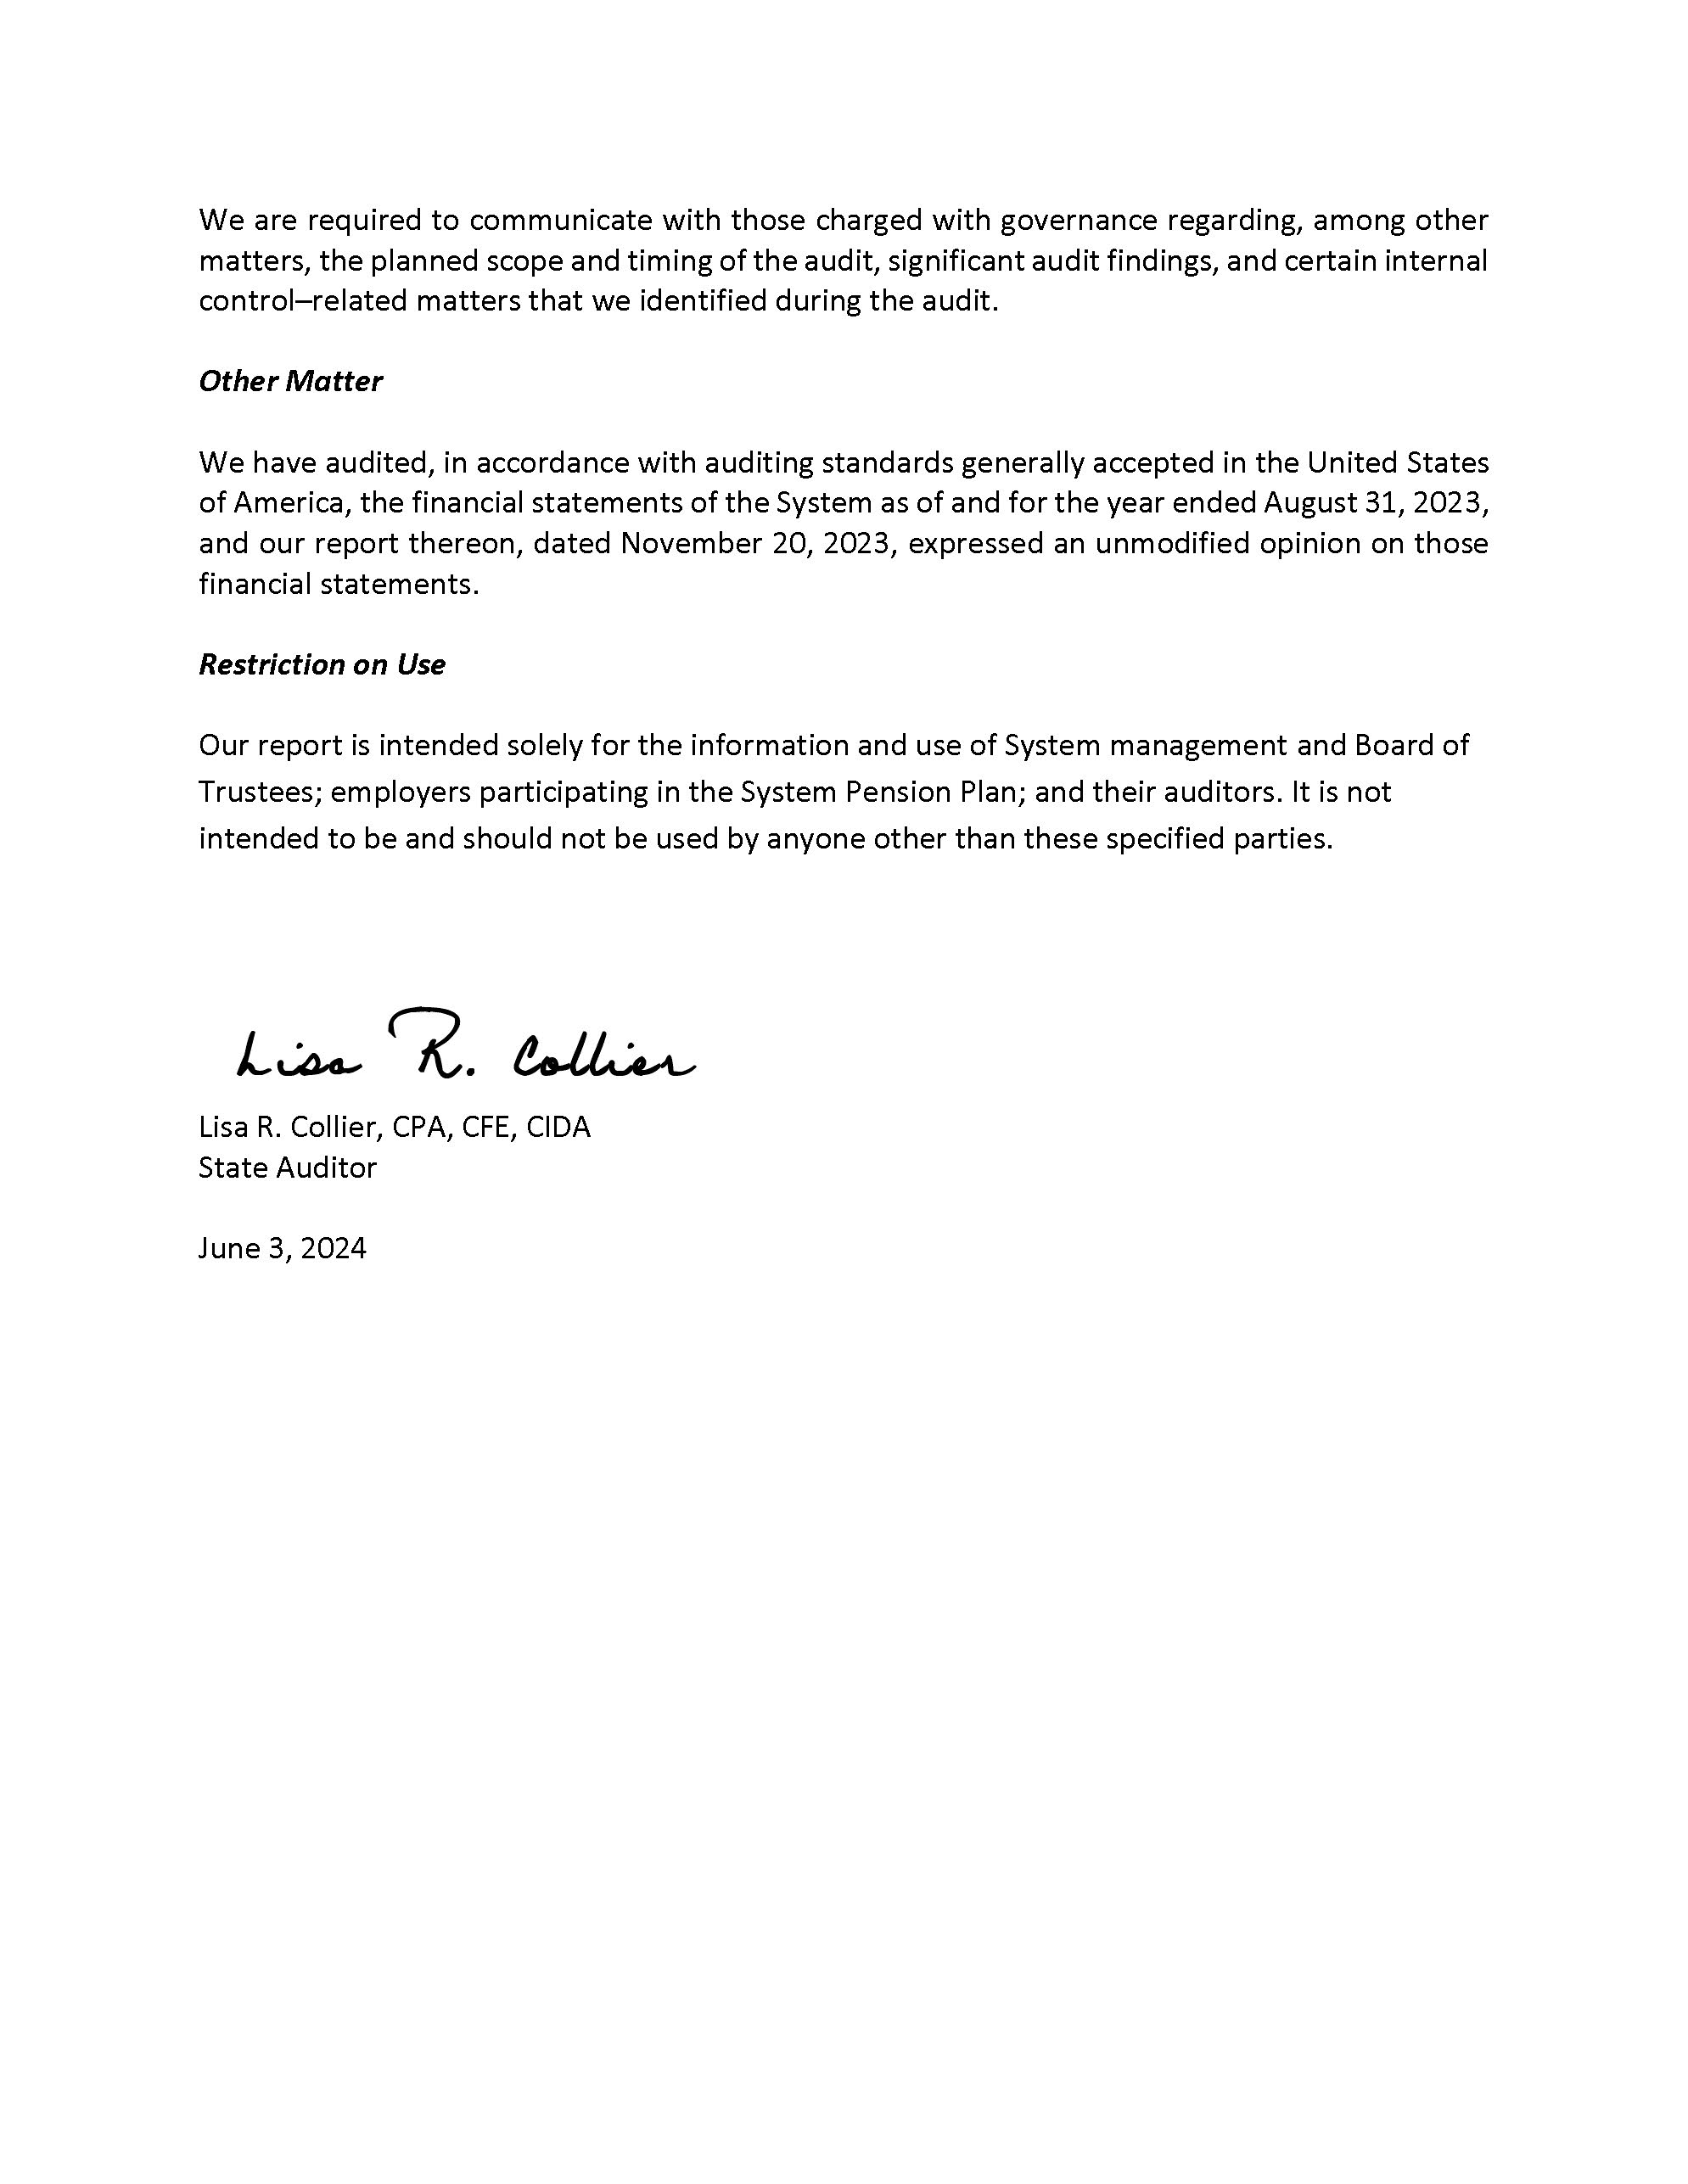 We are required to communicate with those charged with governance regarding, among other
matters, the planned scope and timing of the audit, significant audit findings, and certain internal
control–related matters that we identified during the audit.
Other Matter
We have audited, in accordance with auditing standards generally accepted in the United States
of America, the financial statements of the System as of and for the year ended August 31, 2023,
and our report thereon, dated November 20, 2023, expressed an unmodified opinion on those
financial statements.
Restriction on Use
Our report is intended solely for the information and use of System management and Board of
Trustees; employers participating in the System Pension Plan; and their auditors. It is not
intended to be and should not be used by anyone other than these specified parties.
Lisa R. Collier
Lisa R. Collier, CPA, CFE, CIDA
State Auditor
June 3, 2024